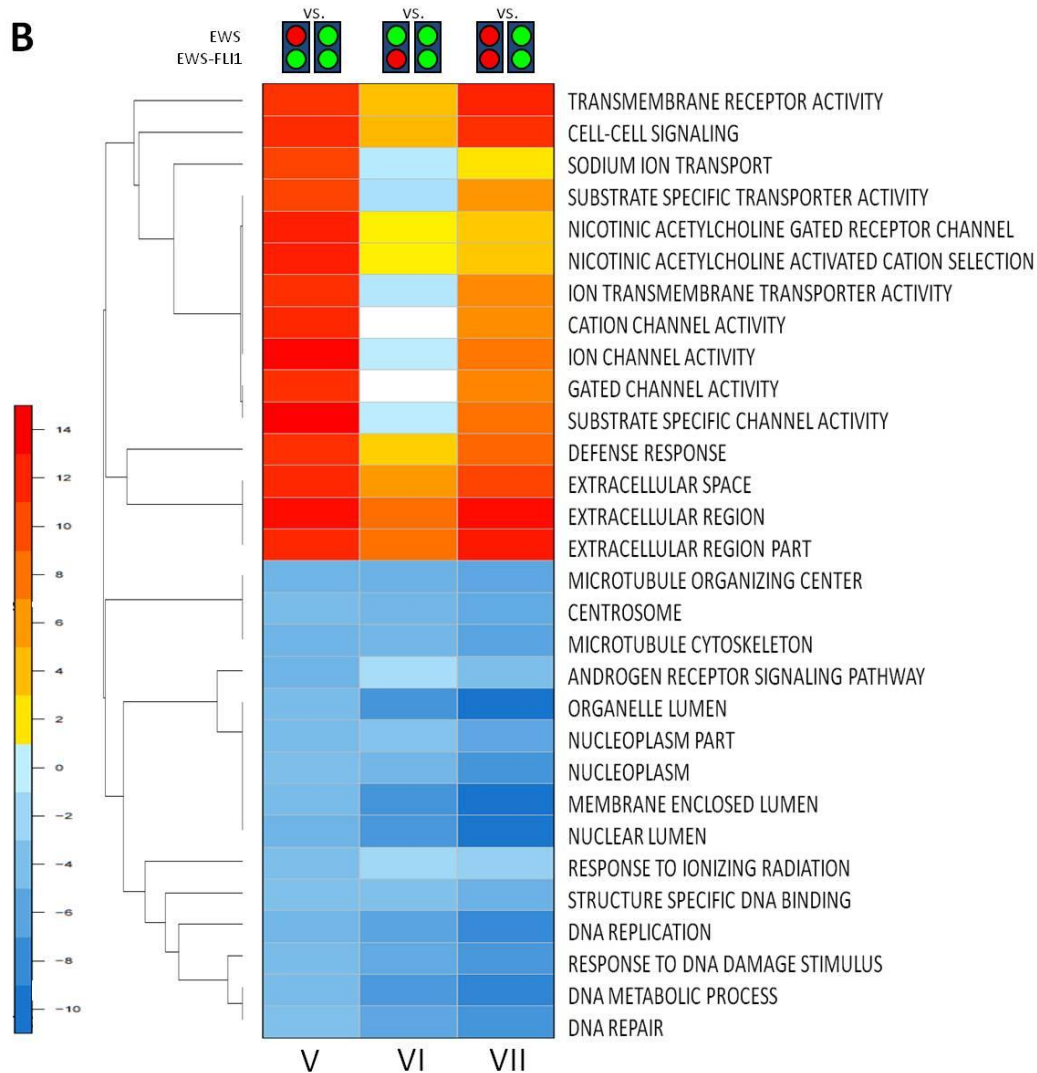 B
vs.
vs.
vs.
EWS
EWS-FLI1
TRANSMEMBRANE RECEPTOR ACTIVITY
CELL-CELL SIGNALING
SODIUM ION TRANSPORT
SUBSTRATE SPECIFIC TRANSPORTER ACTIVITY
NICOTINIC ACETYLCHOLINE GATED RECEPTOR CHANNEL
NICOTINIC ACETYLCHOLINE ACTIVATED CATION SELECTION
ION TRANSMEMBRANE TRANSPORTER ACTIVITY
CATION CHANNEL ACTIVITY
ION CHANNEL ACTIVITY
GATED CHANNEL ACTIVITY
SUBSTRATE SPECIFIC CHANNEL ACTIVITY
DEFENSE RESPONSE
EXTRACELLULAR SPACE
EXTRACELLULAR REGION
EXTRACELLULAR REGION PART
MICROTUBULE ORGANIZING CENTER
CENTROSOME
MICROTUBULE CYTOSKELETON
ANDROGEN RECEPTOR SIGNALING PATHWAY
ORGANELLE LUMEN
NUCLEOPLASM PART
NUCLEOPLASM
MEMBRANE ENCLOSED LUMEN
NUCLEAR LUMEN
RESPONSE TO IONIZING RADIATION
STRUCTURE SPECIFIC DNA BINDING
DNA REPLICATION
RESPONSE TO DNA DAMAGE STIMULUS
DNA METABOLIC PROCESS
DNA REPAIR
14
12
10
8
6
4
2
0
−2
−4
−6
−8
−10
V
VI
VII